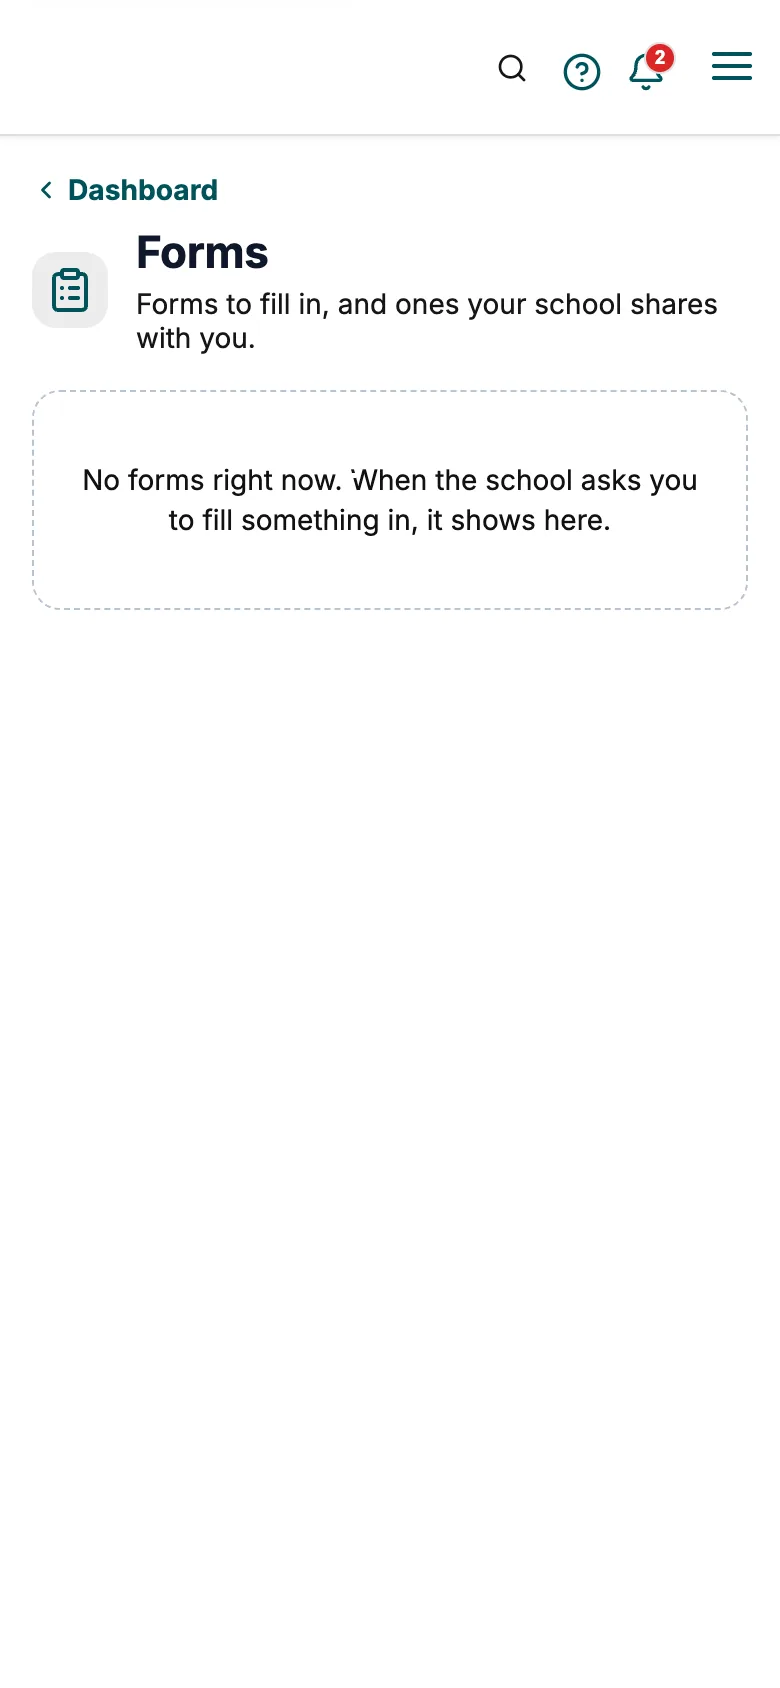 2
Dashboard
Forms
Forms to fill in, and ones your school shares
with you.
No forms right now. When the school asks you
to fill something in, it shows here.